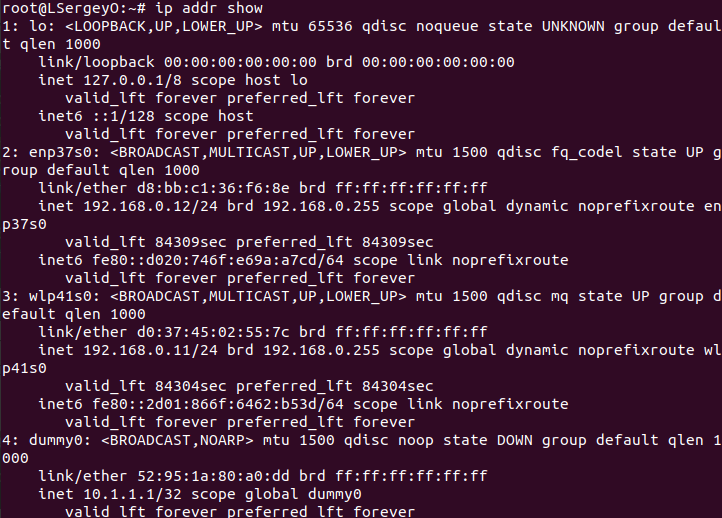 root@LSergeyO:~# ip addr show
1: lo: <LOOPBACK,UP,LOWER_UP> mtu 65536 qdisc noqueue state UNKNOWN group defaul
t qlen 1000
    link/loopback 00:00:00:00:00:00 brd 00:00:00:00:00:00
    inet 127.0.0.1/8 scope host lo
       valid_lft forever preferred_lft forever
    inet6 ::1/128 scope host
       valid_lft forever preferred_lft forever
2: enp37s0: <BROADCAST,MULTICAST,UP,LOWER_UP> mtu 1500 qdisc fq_codel state UP g
roup default qlen 1000
    link/ether d8:bb:c1:36:f6:8e brd ff:ff:ff:ff:ff:ff
    inet 192.168.0.12/24 brd 192.168.0.255 scope global dynamic noprefixroute en
p37s0
       valid_lft 84309sec preferred_lft 84309sec
    inet6 fe80::d020:746f:e69a:a7cd/64 scope link noprefixroute
       valid_lft forever preferred_lft forever
3: wlp41s0: <BROADCAST,MULTICAST,UP,LOWER_UP> mtu 1500 qdisc mq state UP group d
efault qlen 1000
    link/ether d0:37:45:02:55:7c brd ff:ff:ff:ff:ff:ff
    inet 192.168.0.11/24 brd 192.168.0.255 scope global dynamic noprefixroute wl
p41s0
       valid_lft 84304sec preferred_lft 84304sec
    inet6 fe80::2d01:866f:6462:b53d/64 scope link noprefixroute
       valid_lft forever preferred_lft forever
4: dummy0: <BROADCAST,NOARP> mtu 1500 qdisc noop state DOWN group default qlen 1
000
    link/ether 52:95:1a:80:a0:dd brd ff:ff:ff:ff:ff:ff
    inet 10.1.1.1/32 scope global dummy0
       valid_lft forever preferred_lft forever